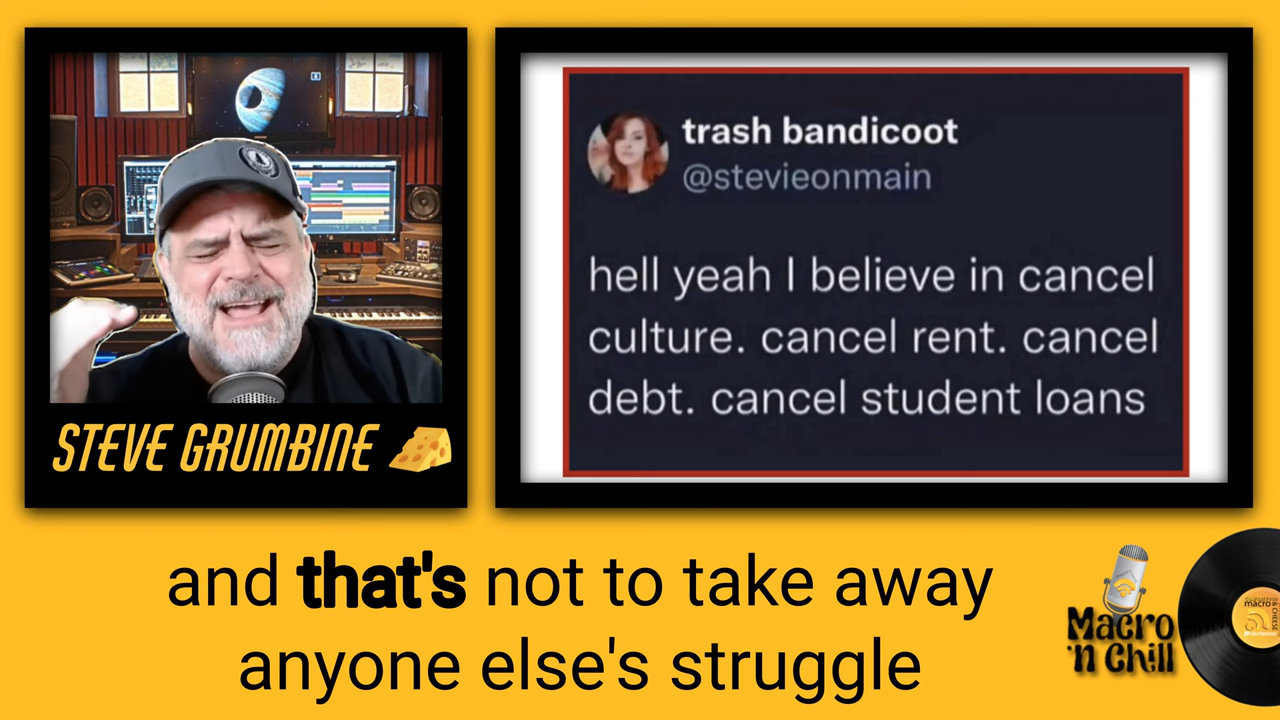 trash bandicoot
@stevieonmain
hell yeah I believe in cancel
culture. cancel rent. cancel
debt. cancel student loans
STEVE GRUMBINE
and that's not to take away
anyone else's struggle
Macro
'n Chill
macro